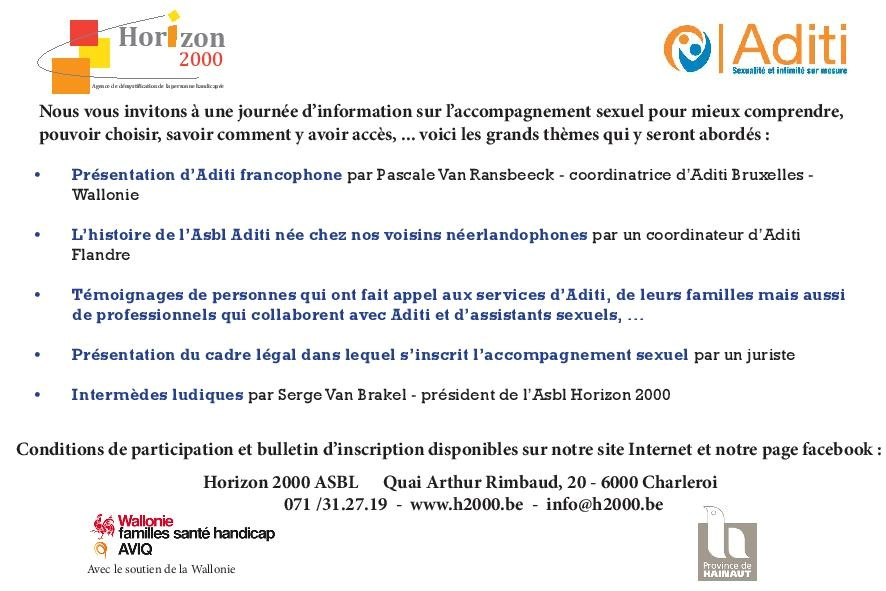 Horizon
2000
Agence de démystification de la personne handicapée
Aditi
Sexualité et intimité sur mesure
Nous vous invitons à une journée d'information sur l'accompagnement sexuel pour mieux comprendre,
pouvoir choisir, savoir comment y avoir accès, ... voici les grands thèmes qui y seront abordés :
• Présentation d'Aditi francophone par Pascale Van Ransbeeck - coordinatrice d'Aditi Bruxelles -
Wallonie
• L'histoire de l'Asbl Aditi née chez nos voisins néerlandophones par un coordinateur d'Aditi
Flandre
• Témoignages de personnes qui ont fait appel aux services d'Aditi, de leurs familles mais aussi
de professionnels qui collaborent avec Aditi et d'assistants sexuels, ...
• Présentation du cadre légal dans lequel s'inscrit l'accompagnement sexuel par un juriste
• Intermèdes ludiques par Serge Van Brakel - président de l'Asbl Horizon 2000
Conditions de participation et bulletin d'inscription disponibles sur notre site Internet et notre page facebook :
Horizon 2000 ASBL Quai Arthur Rimbaud, 20 - 6000 Charleroi
071 /31.27.19 - www.h2000.be - info@h2000.be
Wallonie
familles santé handicap
AVIQ
Avec le soutien de la Wallonie
Province de
HAINAUT